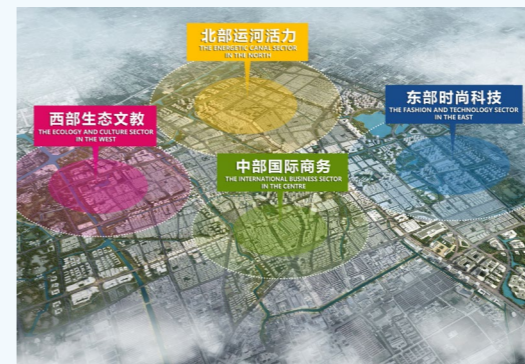 北部运河活力
THE ENERGETIC CANAL SECTOR
IN THE NORTH
东部时尚科技
THE FASHION AND TECHNOLOGY SECTOR
IN THE EAST
西部生态文教
THE ECOLOGY AND CULTURE SECTOR
IN THE WEST
中部国际商务
THE INTERNATIONAL BUSINESS SECTOR
IN THE CENTRE